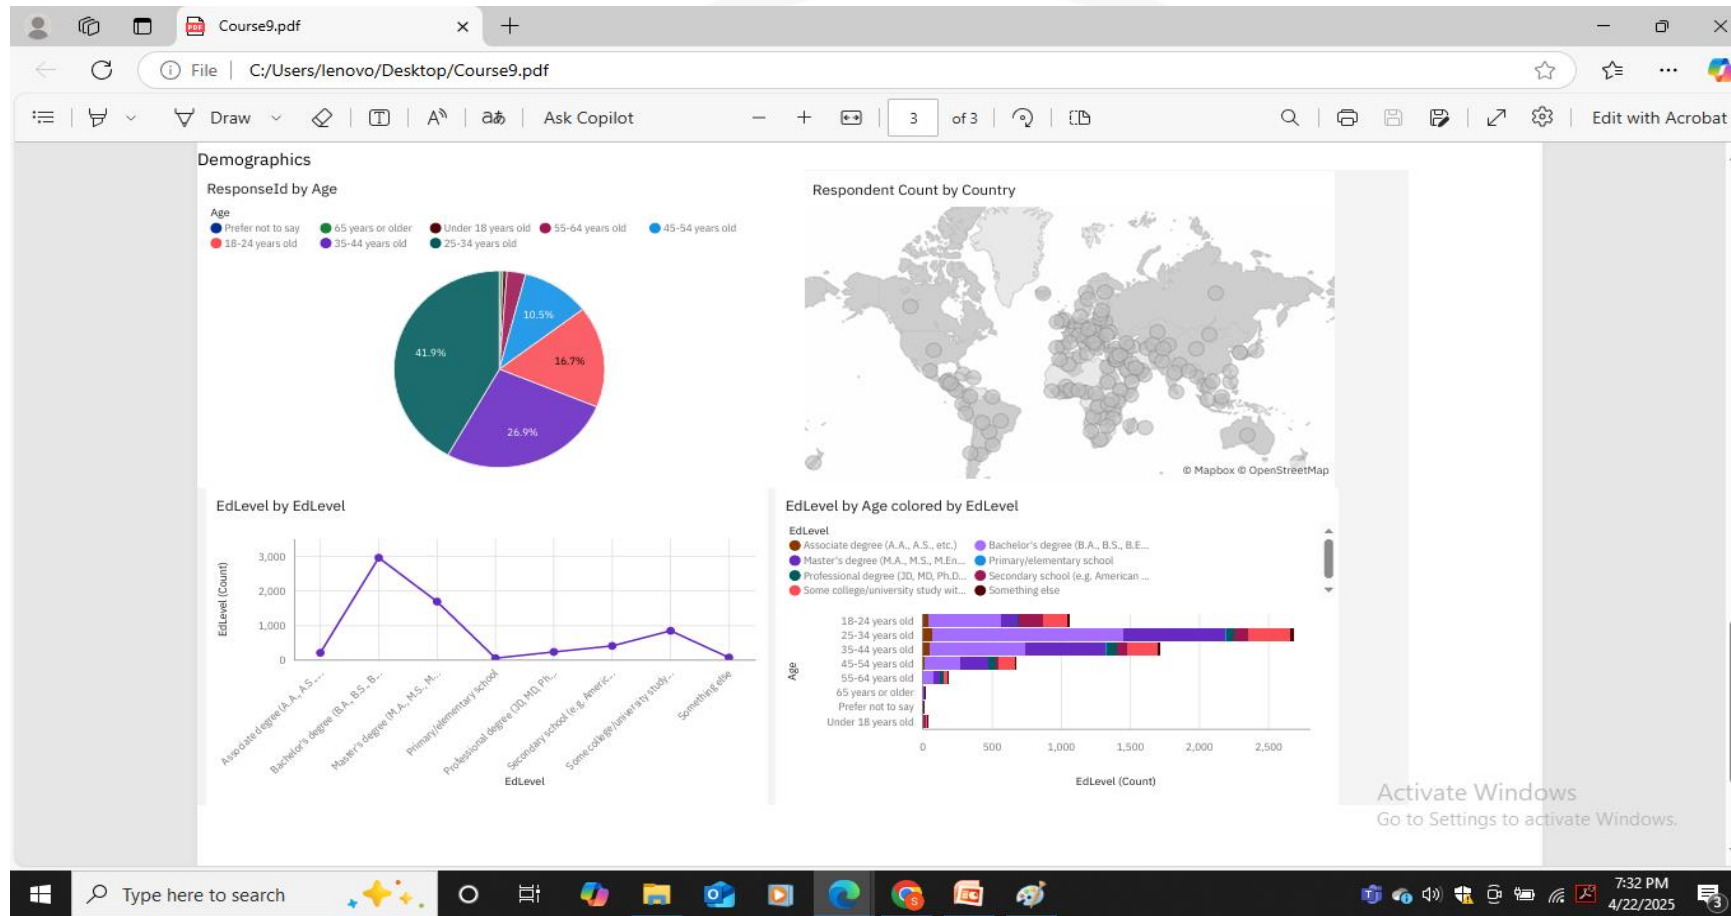 Course9.pdf
File
C:/Users/lenovo/Desktop/Course9.pdf
Draw
Ask Copilot
3 of 3
Edit with Acrobat
Demographics
ResponseId by Age
Age
Prefer not to say
65 years or older
Under 18 years old
55-64 years old
45-54 years old
18-24 years old
35-44 years old
25-34 years old
10.5%
41.9%
16.7%
26.9%
Respondent Count by Country
© Mapbox © OpenStreetMap
EdLevel by EdLevel
EdLevel (Count)
3,000
2,000
1,000
0
Associate degree (A.A., A.S., ...
Bachelor's degree (B.A., B.S., B...
Master's degree (M.A., M.S., M...
Primary/elementary school
Professional degree (JD, MD, Ph...
Secondary school (e.g. Americ...
Some college/university study...
Something else
EdLevel
EdLevel by Age colored by EdLevel
EdLevel
Associate degree (A.A., A.S., etc.)
Bachelor's degree (B.A., B.S., B.E...
Master's degree (M.A., M.S., M.En...
Primary/elementary school
Professional degree (JD, MD, Ph.D...
Secondary school (e.g. American ...
Some college/university study wit...
Something else
Age
18-24 years old
25-34 years old
35-44 years old
45-54 years old
55-64 years old
65 years or older
Prefer not to say
Under 18 years old
0 500 1,000 1,500 2,000 2,500
EdLevel (Count)
Activate Windows
Go to Settings to activate Windows.
Type here to search
7:32 PM
4/22/2025
3